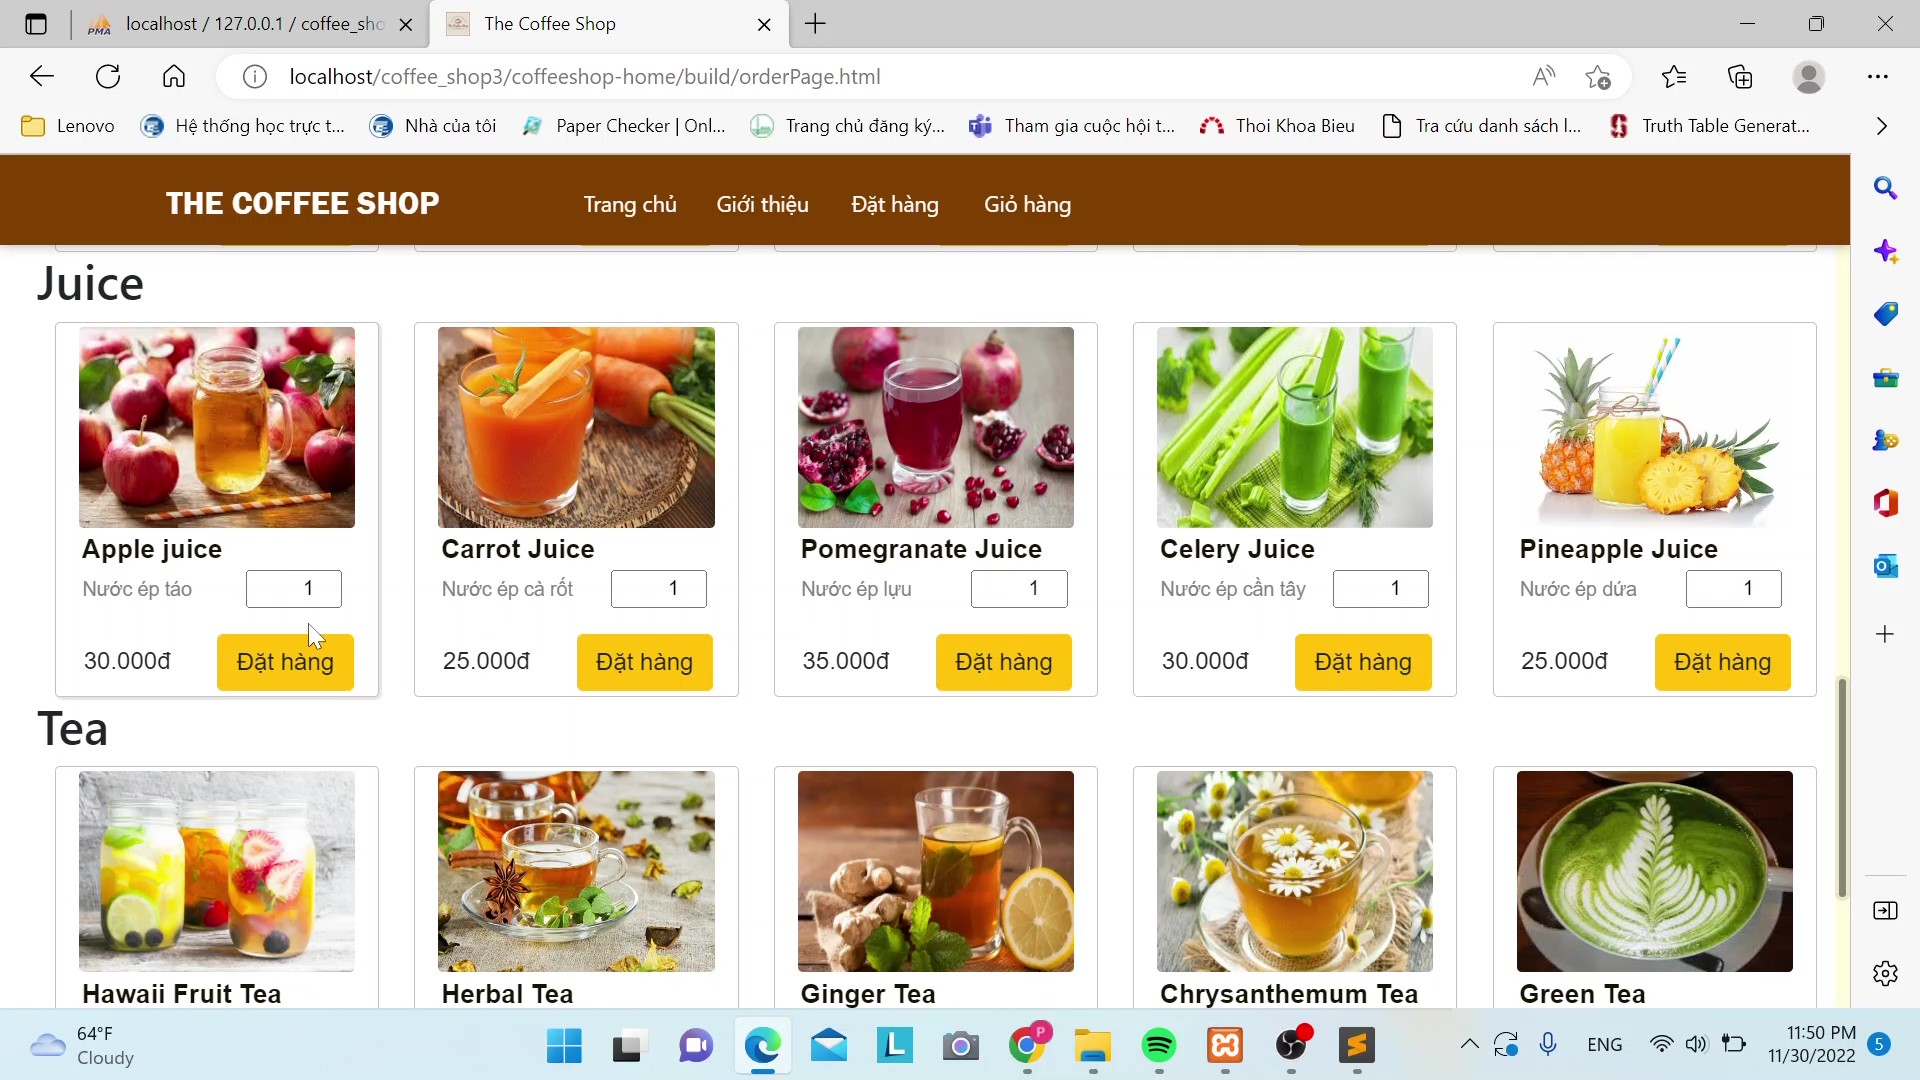 localhost / 127.0.0.1 / coffee_sho
The Coffee Shop
localhost/coffee_shop3/coffeeshop-home/build/orderPage.html
Lenovo
Hệ thống học trực t...
Nhà của tôi
Paper Checker | Onl...
Trang chủ đăng ký...
Tham gia cuộc hội t...
Thoi Khoa Bieu
Tra cứu danh sách l...
Truth Table Generat...
THE COFFEE SHOP
Trang chủ
Giới thiệu
Đặt hàng
Giỏ hàng
Juice
Apple juice
Nước ép táo
1
30.000đ
Đặt hàng
Carrot Juice
Nước ép cà rốt
1
25.000đ
Đặt hàng
Pomegranate Juice
Nước ép lựu
1
35.000đ
Đặt hàng
Celery Juice
Nước ép cần tây
1
30.000đ
Đặt hàng
Pineapple Juice
Nước ép dứa
1
25.000đ
Đặt hàng
Tea
Hawaii Fruit Tea
Herbal Tea
Ginger Tea
Chrysanthemum Tea
Green Tea
64°F
Cloudy
ENG
11:50 PM
11/30/2022
5